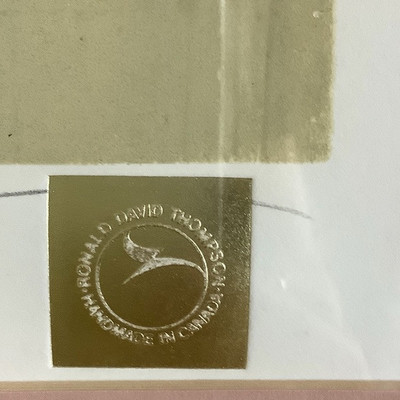 RONALD DAVID THOMPSON
HANDMADE IN CANADA